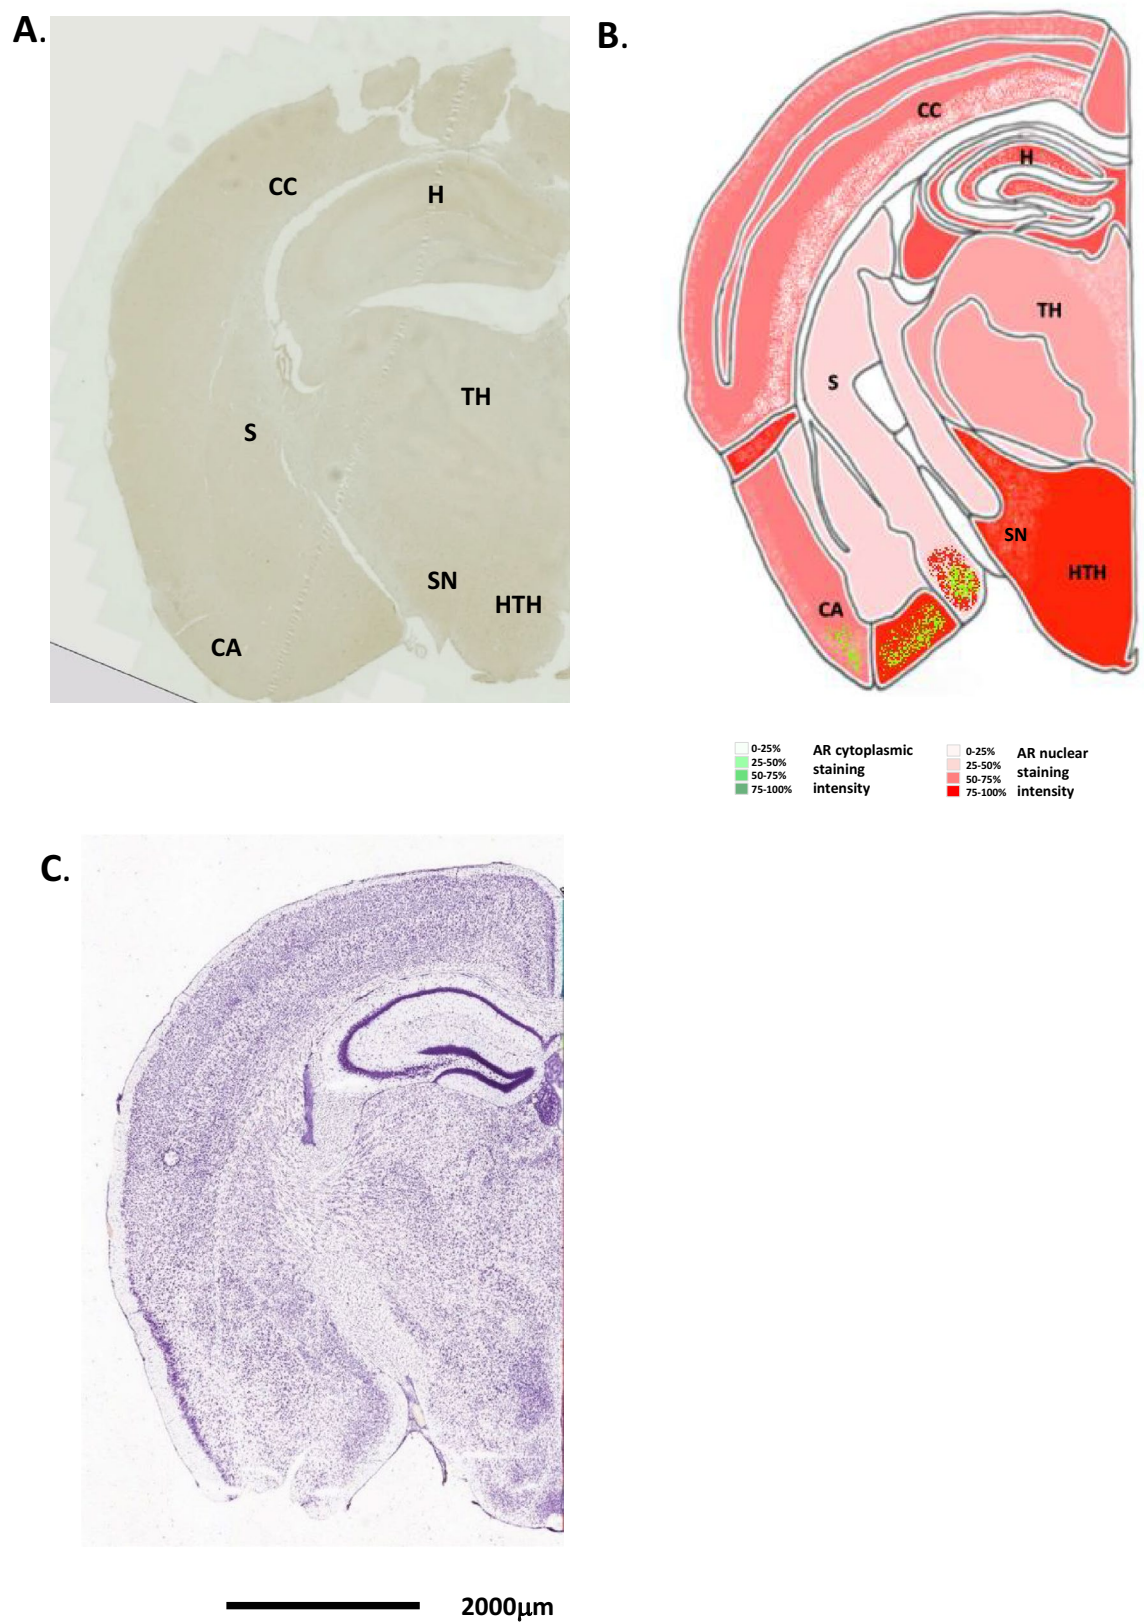 A.
CC
H
TH
S
SN
HTH
CA
B.
CC
H
TH
S
SN
HTH
CA
0-25%
25-50%
50-75%
75-100%
AR cytoplasmic
staining
intensity
0-25%
25-50%
50-75%
75-100%
AR nuclear
staining
intensity
C.
2000μm